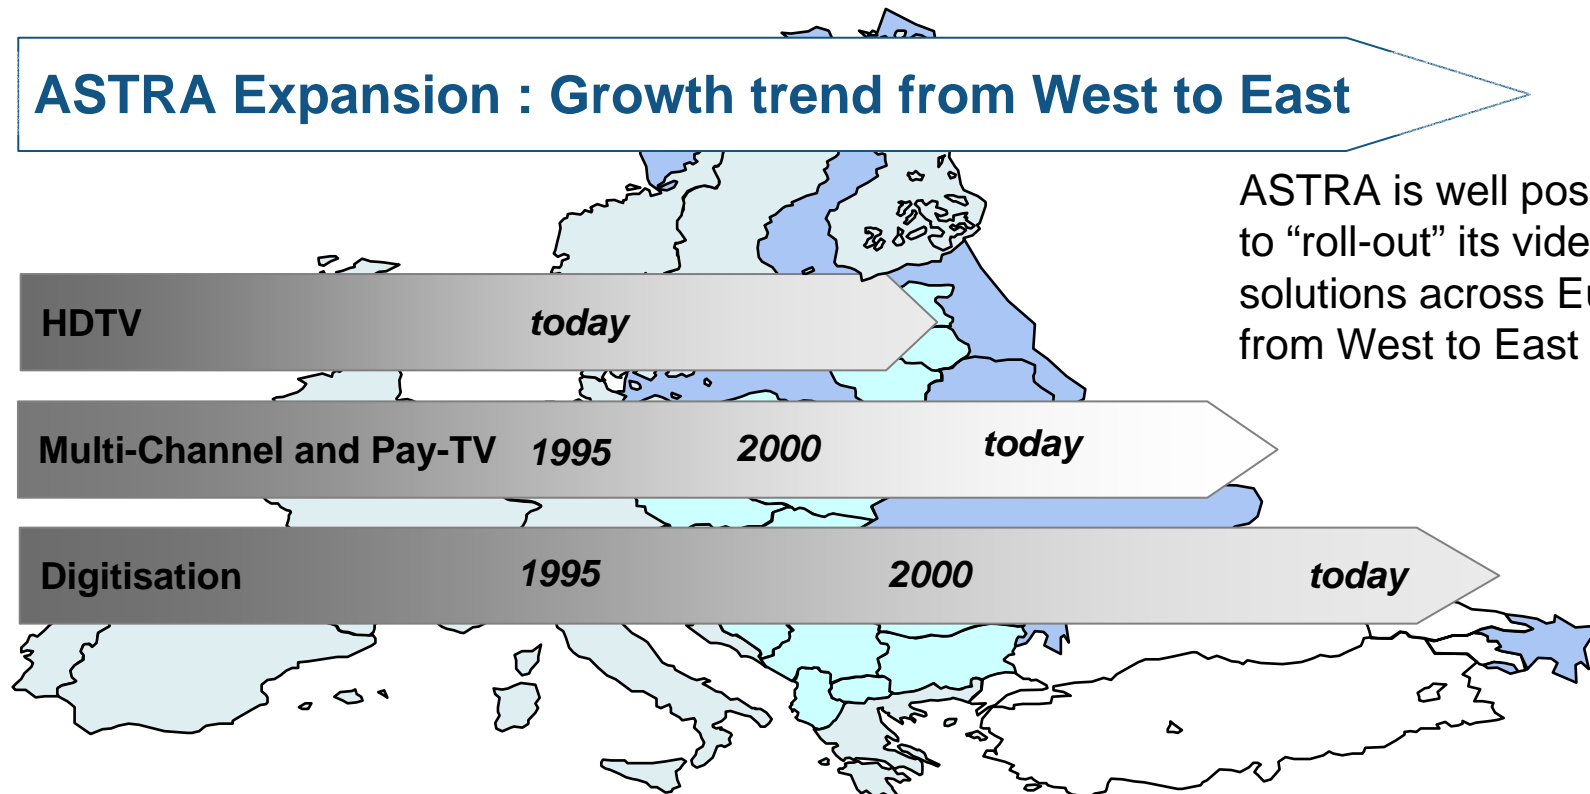 ASTRA Expansion : Growth trend from West to East
ASTRA is well pos
to “roll-out” its vide
solutions across Eu
from West to East
HDTV today
Multi-Channel and Pay-TV 1995 2000 today
Digitisation 1995 2000 today